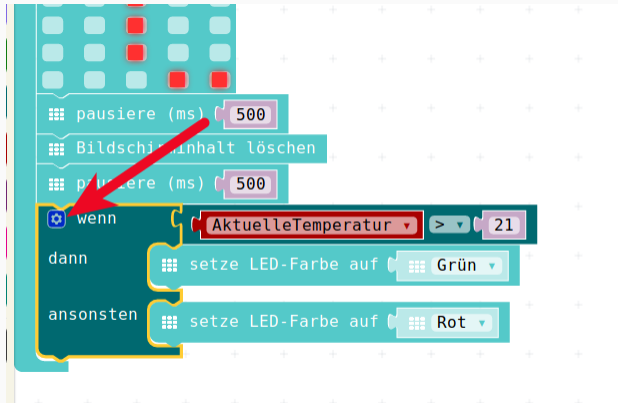 pausiere (ms) 500
Bildschirminhalt löschen
pausiere (ms) 500
wenn AktuelleTemperatur > 21
dann setze LED-Farbe auf Grün
ansonsten setze LED-Farbe auf Rot